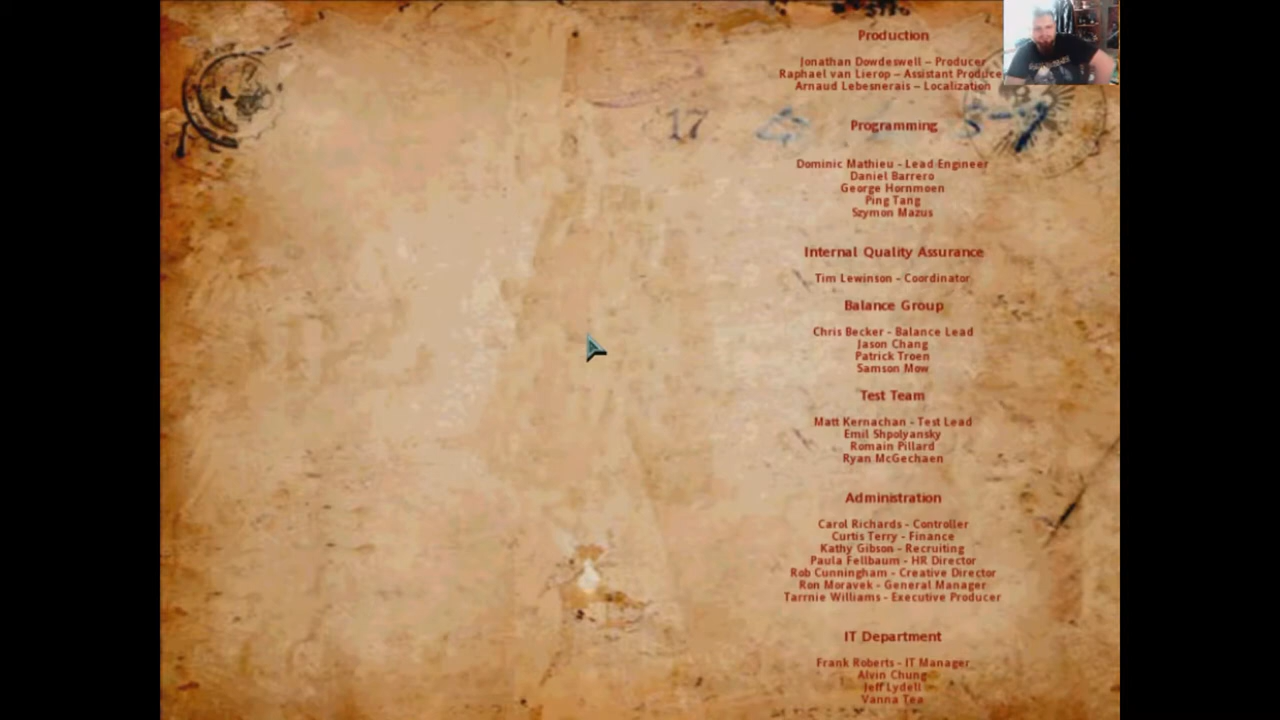 Production
Jonathan Dowdeswell – Producer
Raphael van Lierop – Assistant Produce
Arnaud Lebesnerais – Localization
17
Programming
Dominic Mathieu - Lead Engineer
Daniel Barrero
George Hornmoen
Ping Tang
Szymon Mazus
Internal Quality Assurance
Tim Lewinson - Coordinator
Balance Group
Chris Becker - Balance Lead
Jason Chang
Patrick Troen
Samson Mow
Test Team
Matt Kernachan - Test Lead
Emil Shpolyansky
Romain Pillard
Ryan McGechaen
Administration
Carol Richards - Controller
Curtis Terry - Finance
Kathy Gibson - Recruiting
Paula Fellbaum - HR Director
Rob Cunningham - Creative Director
Ron Moravek - General Manager
Tarrnie Williams - Executive Producer
IT Department
Frank Roberts - IT Manager
Alvin Chung
Jeff Lydell
Vanna Tea